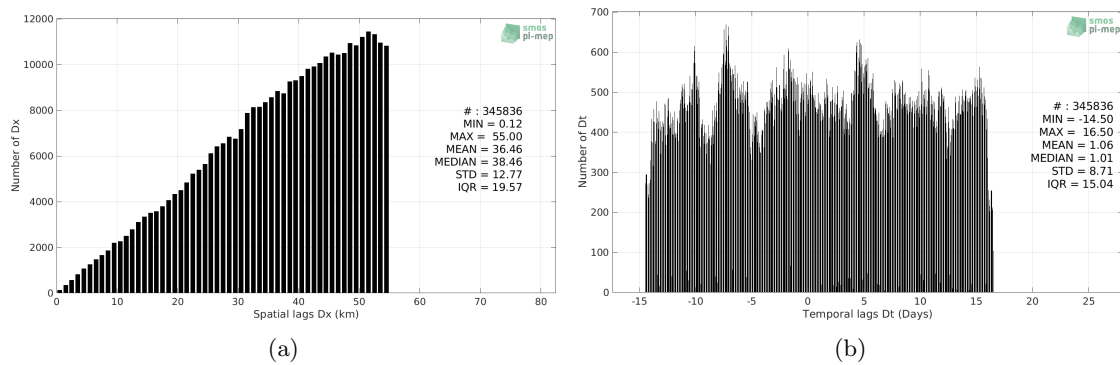 12000
10000
8000
6000
4000
2000
0
Number of Dx
0 10 20 30 40 50 60 70 80
Spatial lags Dx (km)
smos
pi-mep
# : 345836
MIN = 0.12
MAX = 55.00
MEAN = 36.46
MEDIAN = 38.46
STD = 12.77
IQR = 19.57
(a)
700
600
500
400
300
200
100
0
Number of Dt
-15 -10 -5 0 5 10 15 20 25
Temporal lags Dt (Days)
smos
pi-mep
# : 345836
MIN = -14.50
MAX = 16.50
MEAN = 1.06
MEDIAN = 1.01
STD = 8.71
IQR = 15.04
(b)